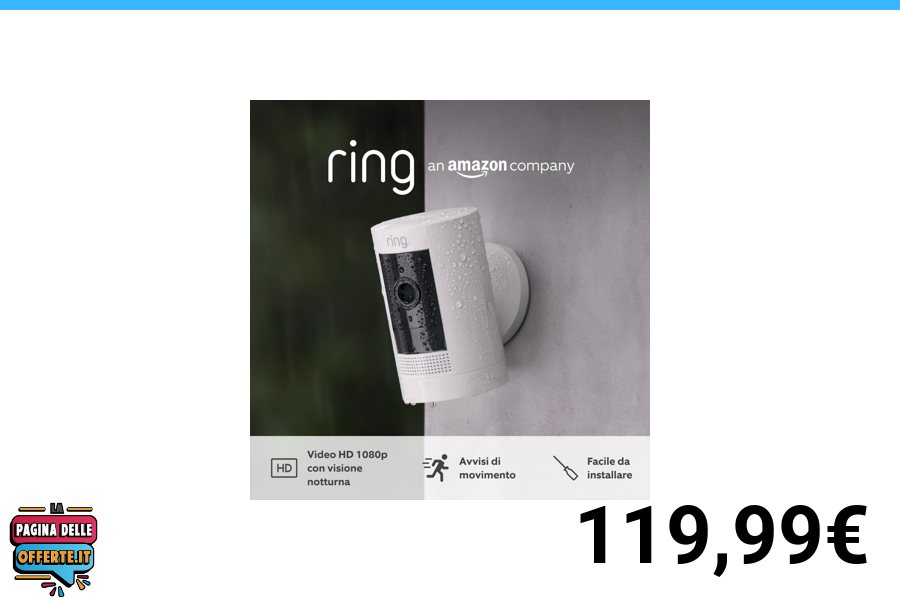 ring an amazon company
ring
HD
Video HD 1080p
con visione
notturna
Avvisi di
movimento
Facile da
installare
LA
PAGINA DELLE
OFFERTE.IT
119,99€